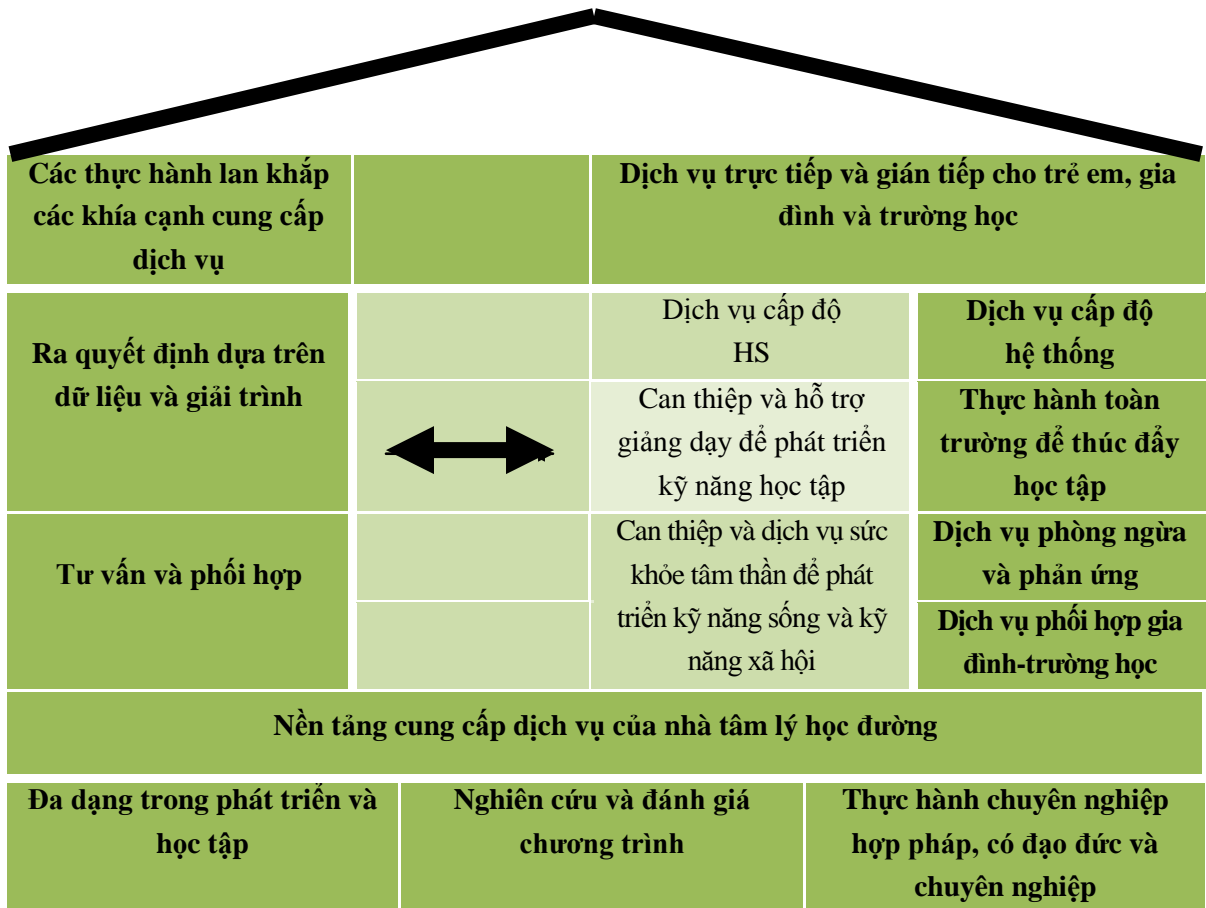 Các thực hành lan khắp
các khía cạnh cung cấp
dịch vụ
Dịch vụ trực tiếp và gián tiếp cho trẻ em, gia
đình và trường học
Ra quyết định dựa trên
dữ liệu và giải trình
Dịch vụ cấp độ
HS
Dịch vụ cấp độ
hệ thống
Can thiệp và hỗ trợ
giảng dạy để phát triển
kỹ năng học tập
Thực hành toàn
trường để thúc đẩy
học tập
Tư vấn và phối hợp
Can thiệp và dịch vụ sức
khỏe tâm thần để phát
triển kỹ năng sống và kỹ
năng xã hội
Dịch vụ phòng ngừa
và phản ứng
Dịch vụ phối hợp gia
đình-trường học
Nền tảng cung cấp dịch vụ của nhà tâm lý học đường
Đa dạng trong phát triển và
học tập
Nghiên cứu và đánh giá
chương trình
Thực hành chuyên nghiệp
hợp pháp, có đạo đức và
chuyên nghiệp